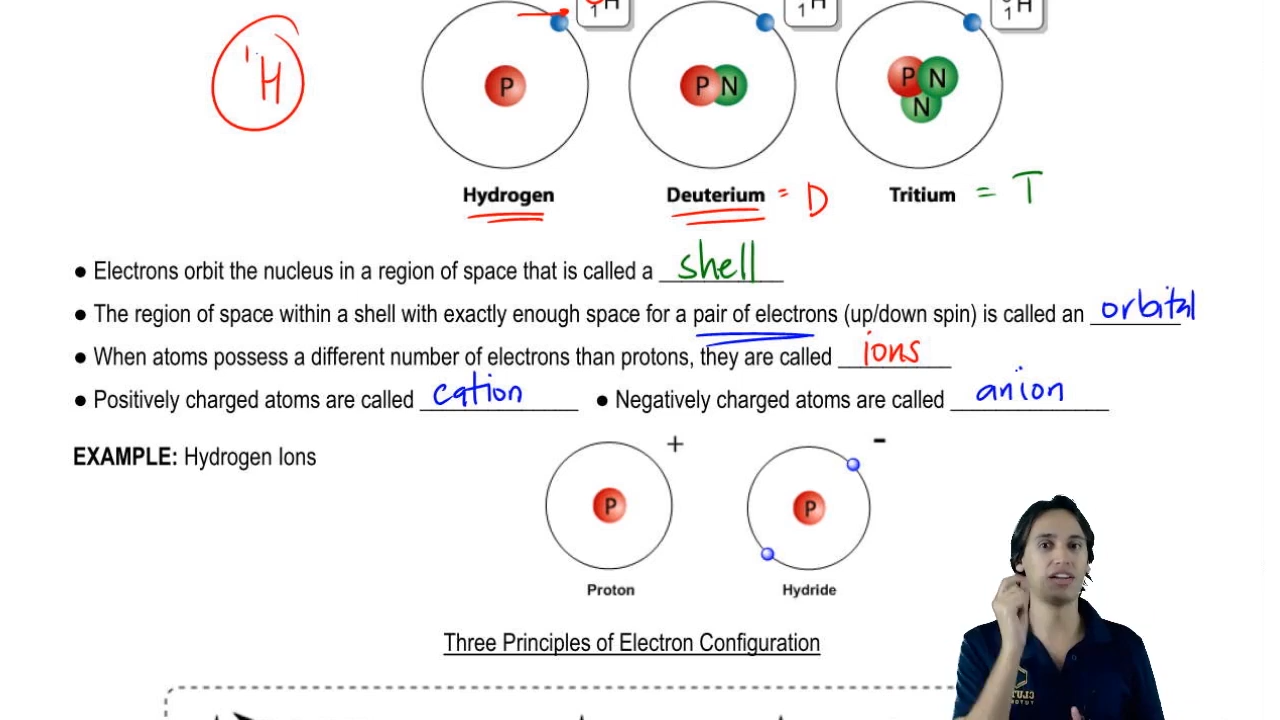 1H 1H 1H
1H
P P N P N
N
Hydrogen Deuterium = D Tritium = T
● Electrons orbit the nucleus in a region of space that is called a shell
● The region of space within a shell with exactly enough space for a pair of electrons (up/down spin) is called an orbital
● When atoms possess a different number of electrons than protons, they are called ions
● Positively charged atoms are called cation ● Negatively charged atoms are called anion
+ -
EXAMPLE: Hydrogen Ions
P P
Proton Hydride
Three Principles of Electron Configuration